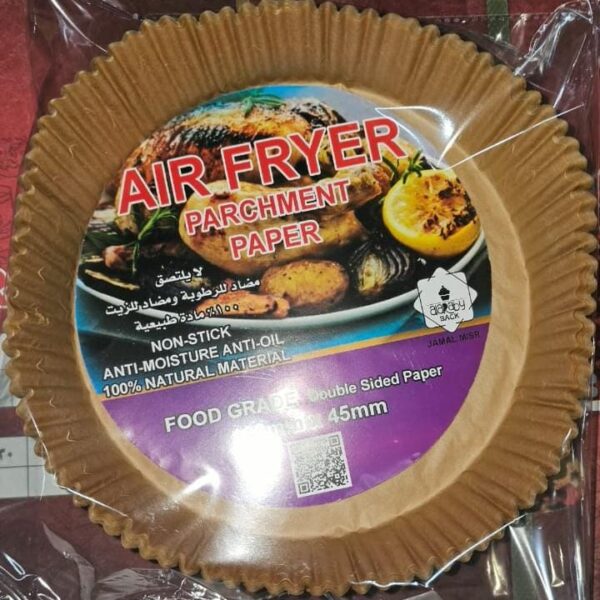 AIR FRYER
PARCHMENT
PAPER
لا يلتصق
مضاد للرطوبة ومضاد للزيت
١٠٠٪ مادة طبيعية
NON-STICK
ANTI-MOISTURE ANTI-OIL
100% NATURAL MATERIAL
JAMAL MISR
FOOD GRADE Double Sided Paper
x 45mm